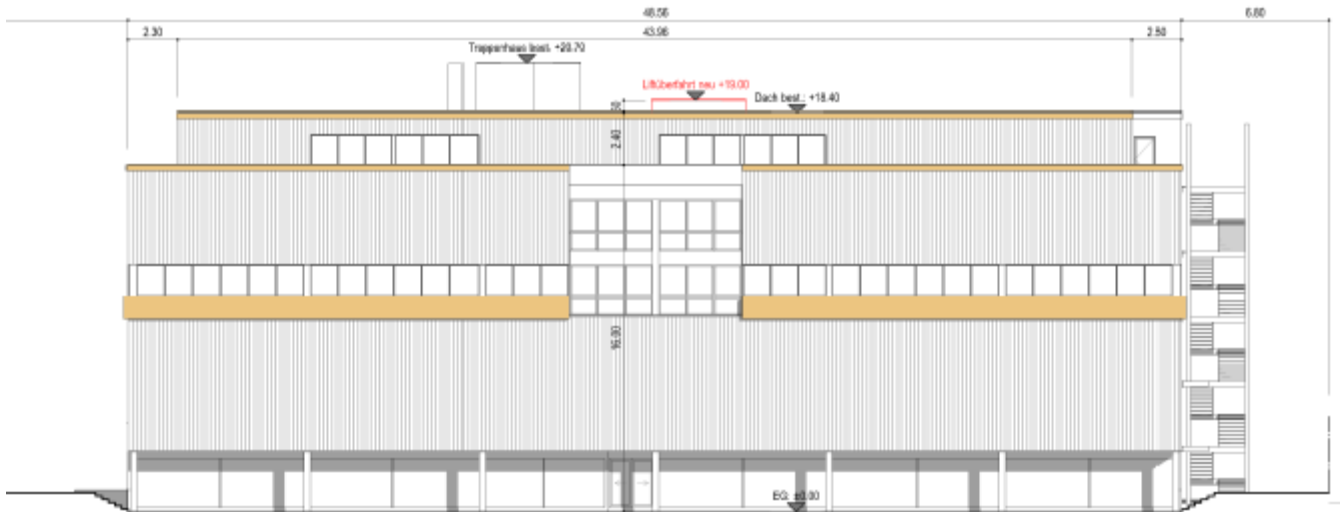 48.56
6.80
2.30
43.96
2.50
Treppenhaus best. +20.70
Liftüberfahrt neu +19.00
Dach best.: +18.40
2.40
16.00
EG: ±0.00